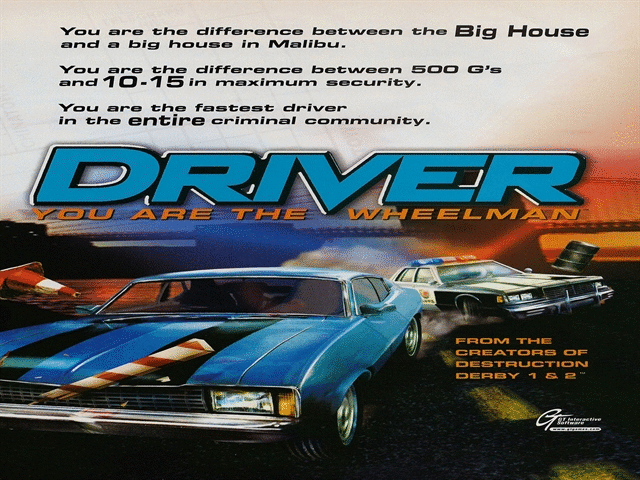 You are the difference between the Big House
and a big house in Malibu.
You are the difference between 500 G's
and 10-15 in maximum security.
You are the fastest driver
in the entire criminal community.
DRIVER
YOU ARE THE WHEELMAN
FROM THE
CREATORS OF
DESTRUCTION
DERBY 1 & 2™
GT Interactive
Software